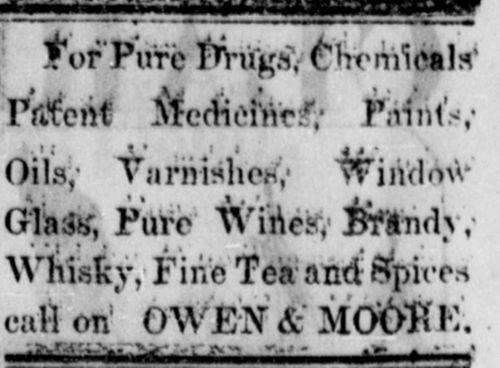 For Pure Drugs, Chemicals
Patent Medicines, Paints,
Oils, Varnishes, Window
Glass, Pure Wines, Brandy,
Whisky, Fine Tea and Spices
call on OWEN & MOORE.